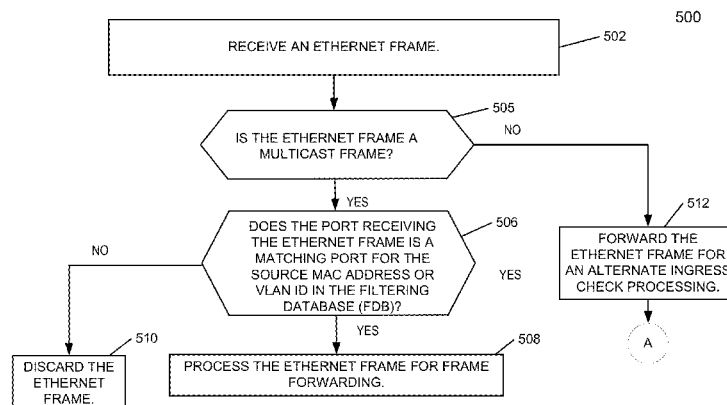 500
RECEIVE AN ETHERNET FRAME.
502
505
IS THE ETHERNET FRAME A
MULTICAST FRAME?
NO
YES
506
DOES THE PORT RECEIVING
THE ETHERNET FRAME IS A
MATCHING PORT FOR THE
SOURCE MAC ADDRESS OR
VLAN ID IN THE FILTERING
DATABASE (FDB)?
NO
YES
YES
512
FORWARD THE
ETHERNET FRAME FOR
AN ALTERNATE INGRESS
CHECK PROCESSING.
A
510
DISCARD THE
ETHERNET
FRAME.
508
PROCESS THE ETHERNET FRAME FOR FRAME
FORWARDING.